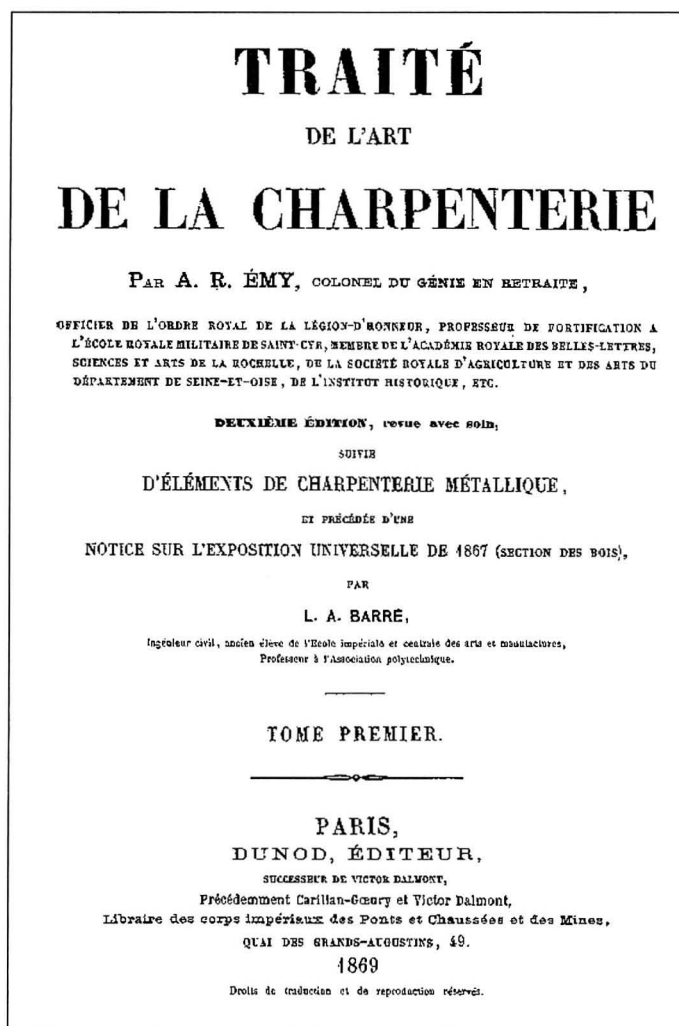 TRAITÉ
DE L'ART
DE LA CHARPENTERIE
PAR A. R. ÉMY, COLONEL DU GÉNIE EN RETRAITE,
OFFICIER DE L'ORDRE ROYAL DE LA LÉGION-D'HONNEUR, PROFESSEUR DE FORTIFICATION A
L'ÉCOLE ROYALE MILITAIRE DE SAINT-CYR, MEMBRE DE L'ACADÉMIE ROYALE DES BELLES-LETTRES,
SCIENCES ET ARTS DE LA ROCHELLE, DE LA SOCIÉTÉ ROYALE D'AGRICULTURE ET DES ARTS DU
DÉPARTEMENT DE SEINE-ET-OISE, DE L'INSTITUT HISTORIQUE, ETC.
DEUXIÈME ÉDITION, revue avec soin,
SUIVIE
D'ÉLÉMENTS DE CHARPENTERIE MÉTALLIQUE,
ET PRÉCÉDÉE D'UNE
NOTICE SUR L'EXPOSITION UNIVERSELLE DE 1867 (SECTION DES BOIS),
PAR
L. A. BARRÉ,
Ingénieur civil, ancien élève de l'Ecole impériale et centrale des arts et manufactures,
Professeur à l'Association polytechnique.
TOME PREMIER.
PARIS,
DUNOD, ÉDITEUR,
SUCCESSEUR DE VICTOR DALMONT,
Précédemment Carilian-Gœury et Victor Dalmont,
Libraire des corps impériaux des Ponts et Chaussées et des Mines,
QUAI DES GRANDS-AUGUSTINS, 49.
1869
Droits de traduction et de reproduction réservés.